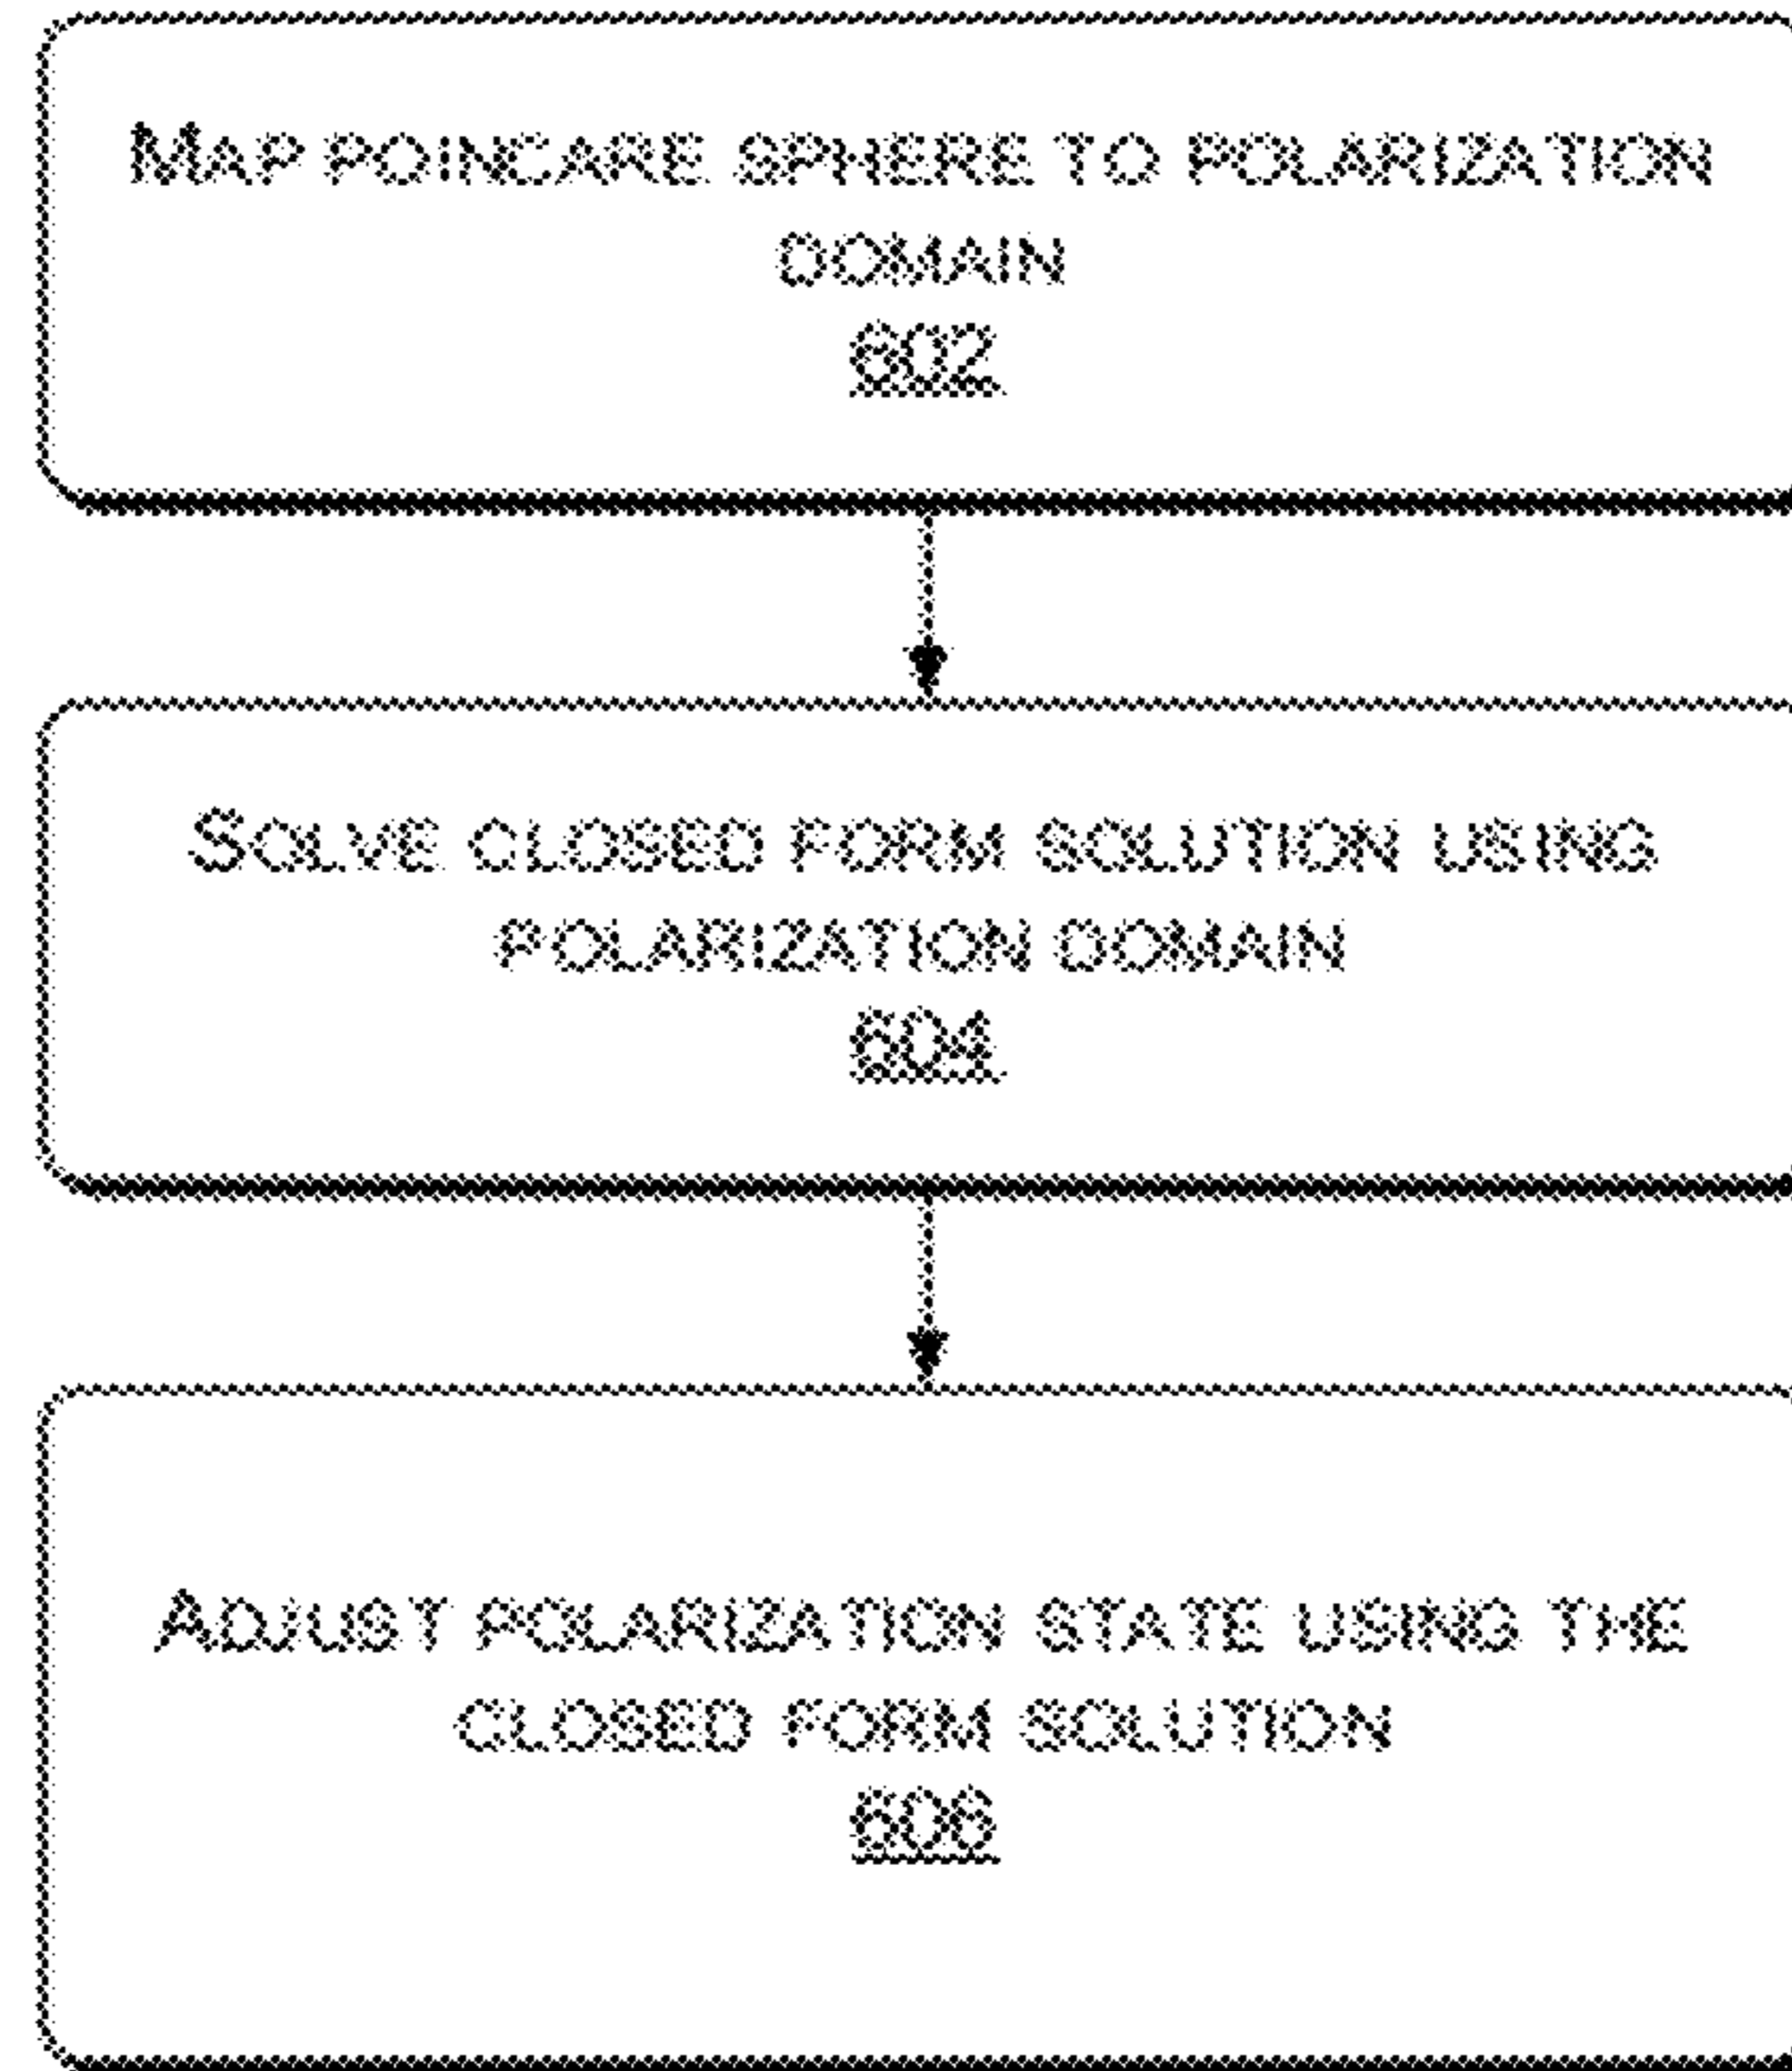 MAP POINCARE SPHERE TO POLARIZATION
DOMAIN
602
SOLVE CLOSED FORM SOLUTION USING
POLARIZATION DOMAIN
604
ADJUST POLARIZATION STATE USING THE
CLOSED FORM SOLUTION
606